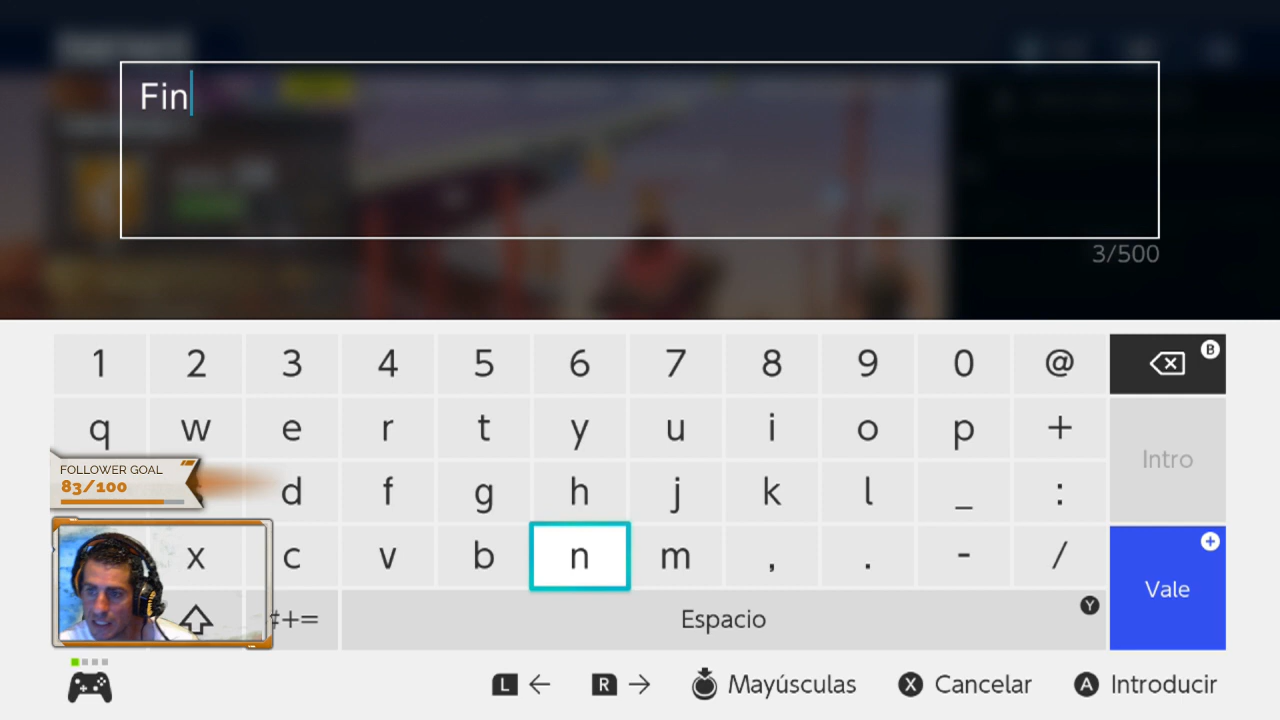 Fin
3/500
1 2 3 4 5 6 7 8 9 0 @ B
q w e r t y u i o p +
Intro
FOLLOWER GOAL
83/100
d f g h j k l _ :
x c v b n m , . - / +
Vale
#+= Espacio Y
L ← R → Mayúsculas X Cancelar A Introducir